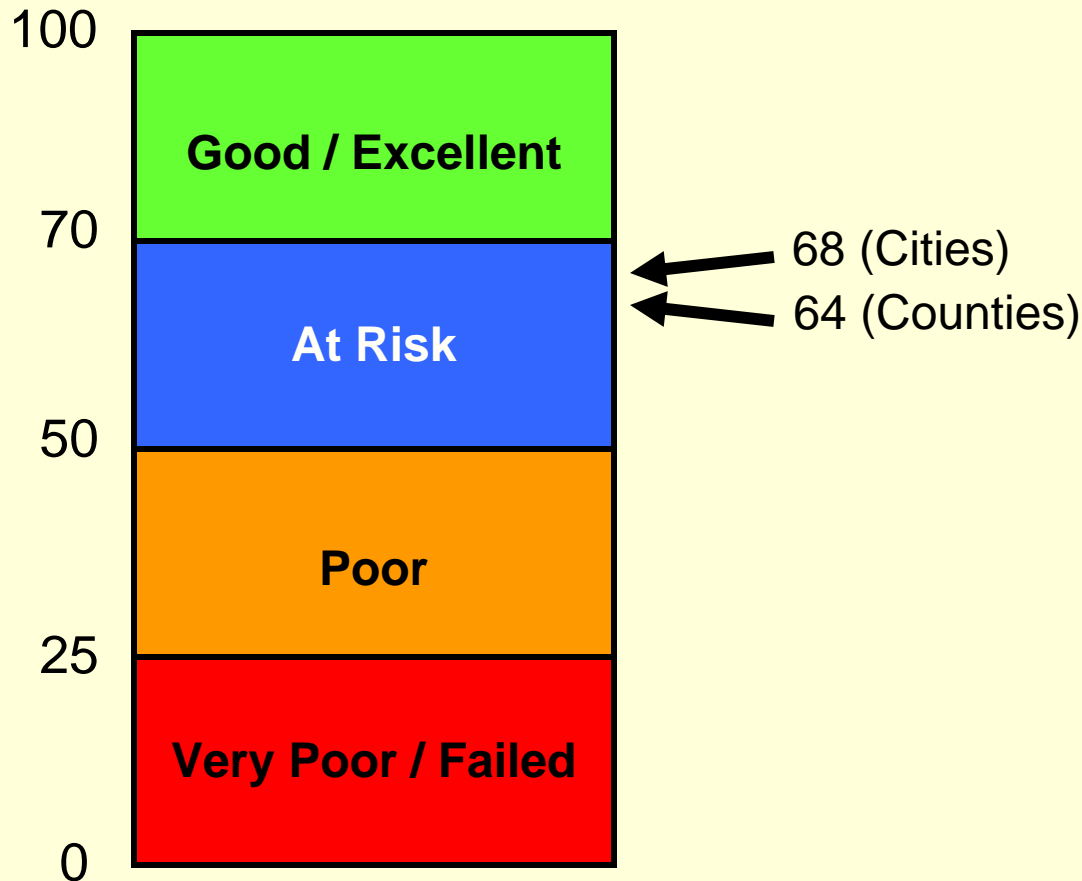 100
Good / Excellent
70
68 (Cities)
64 (Counties)
At Risk
50
Poor
25
Very Poor / Failed
0